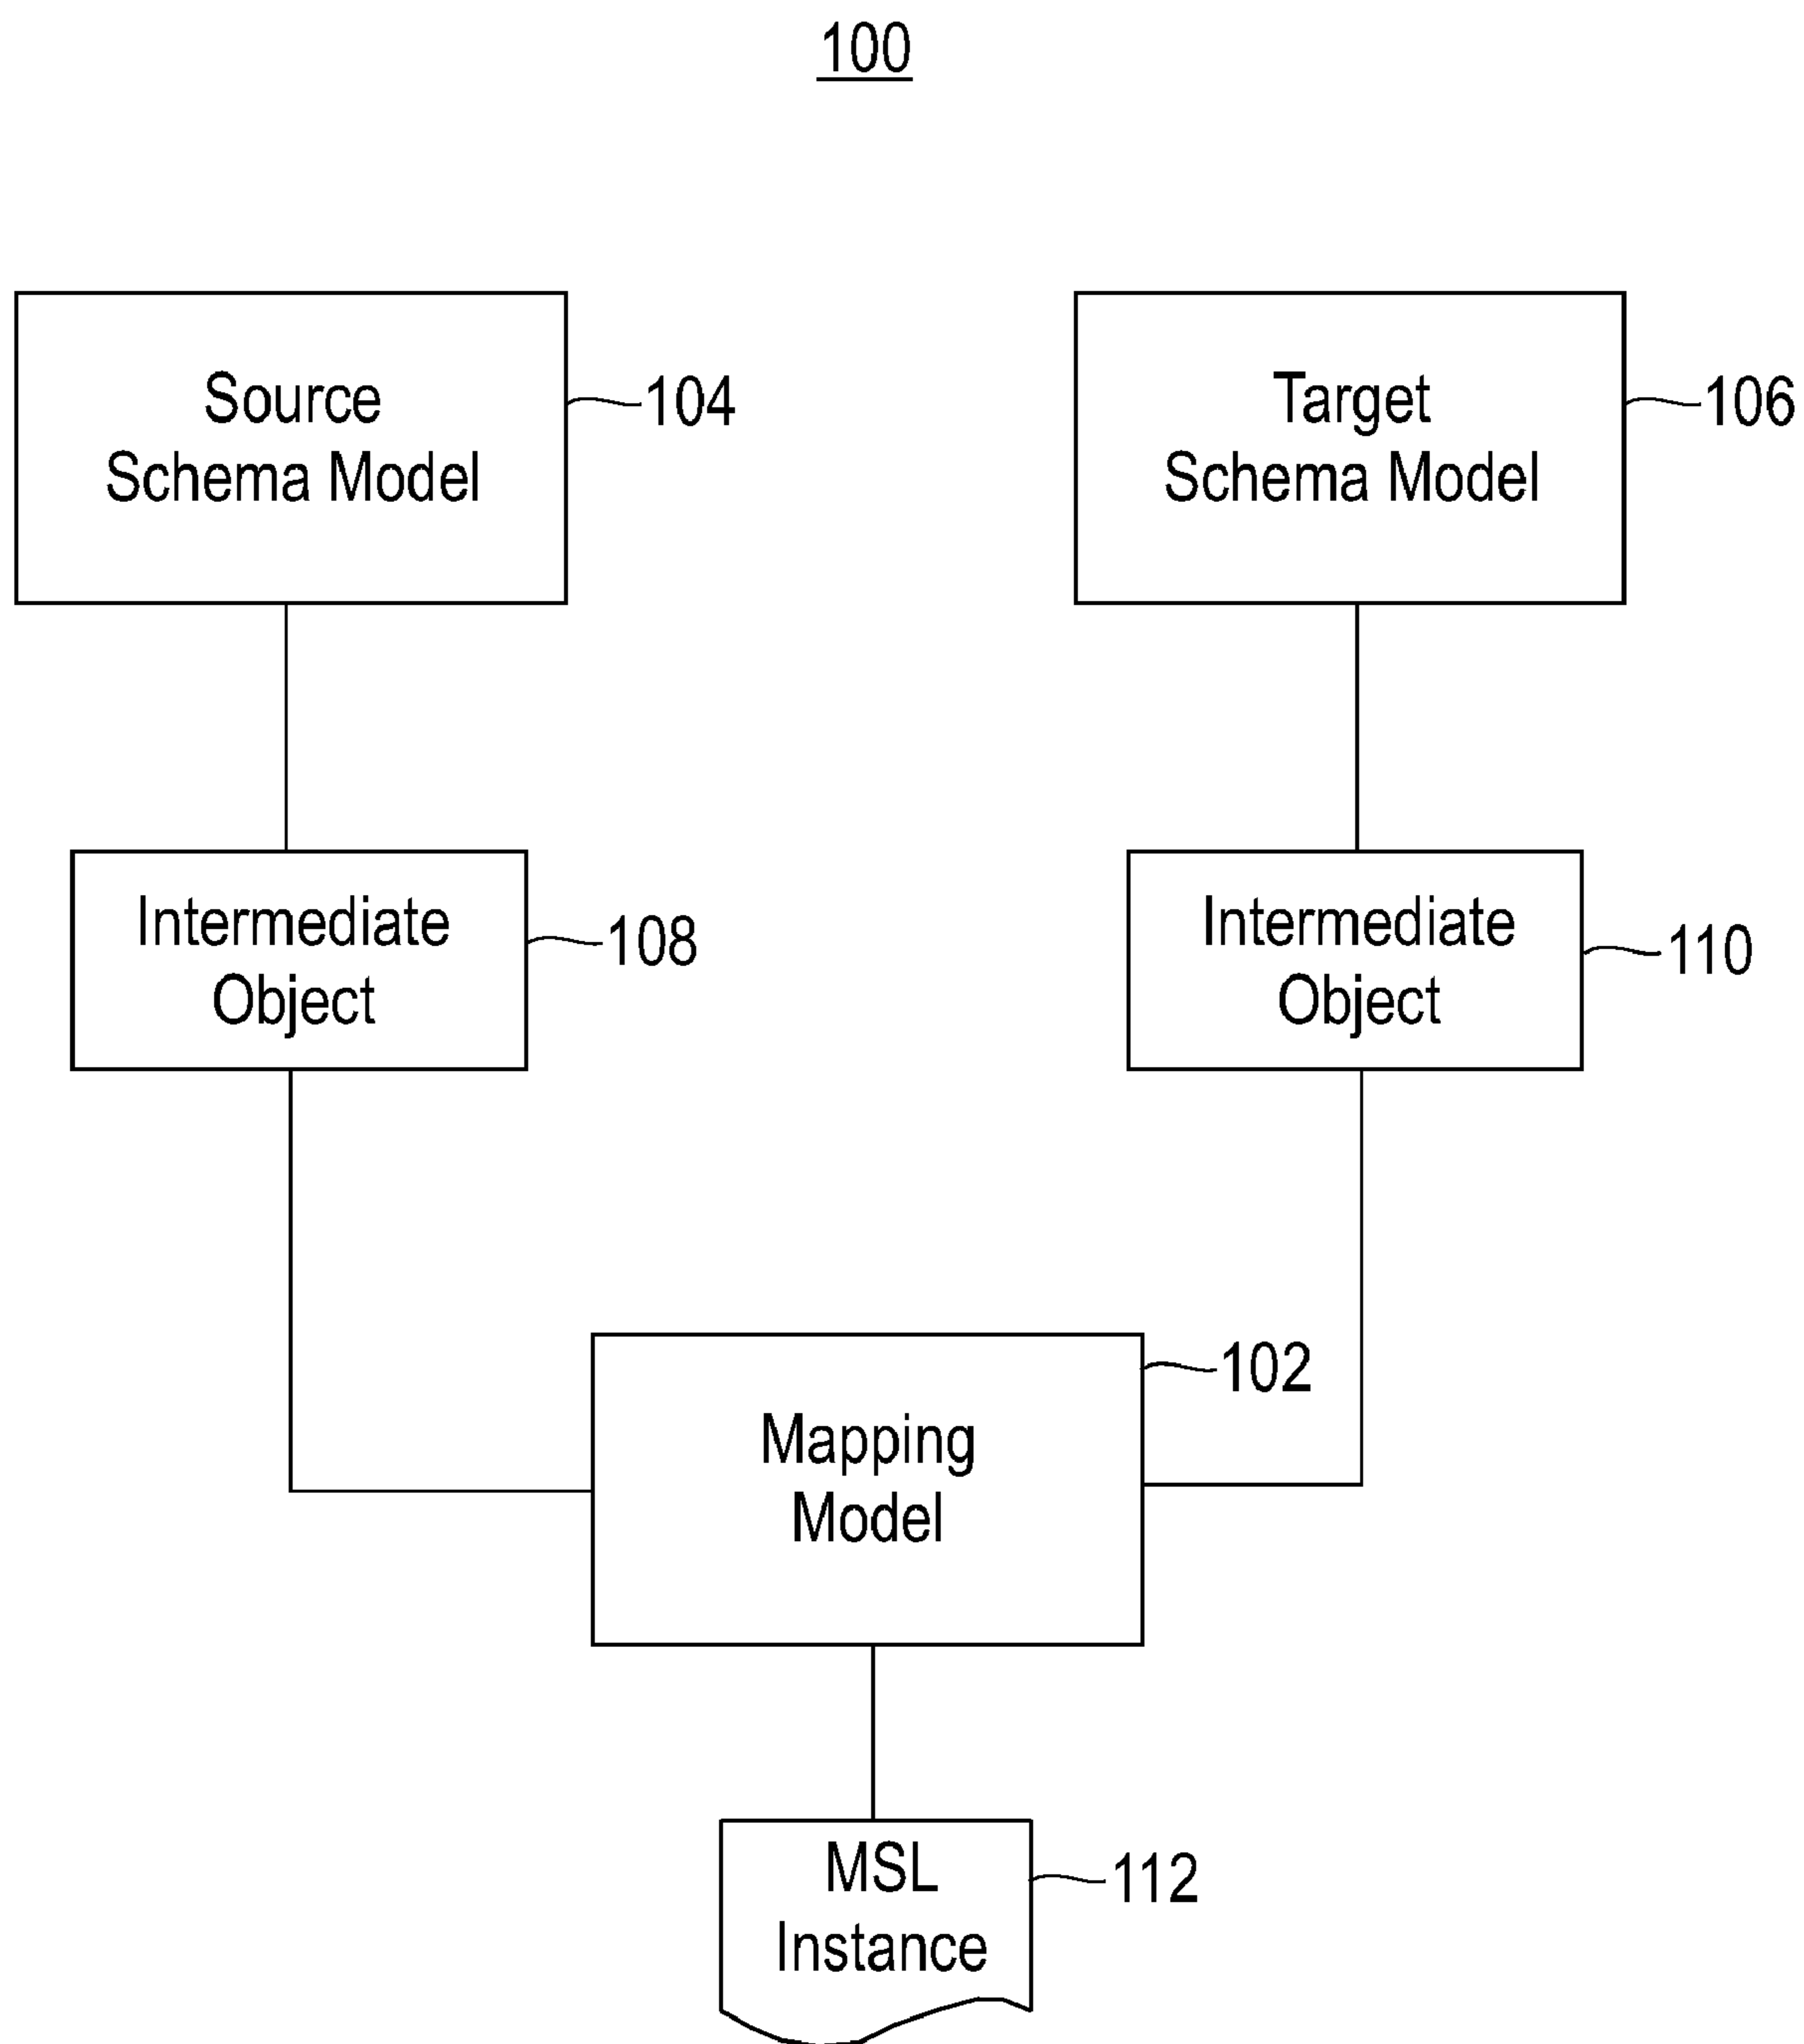 100
Source
Schema Model
104
Target
Schema Model
106
Intermediate
Object
108
Intermediate
Object
110
Mapping
Model
102
MSL
Instance
112